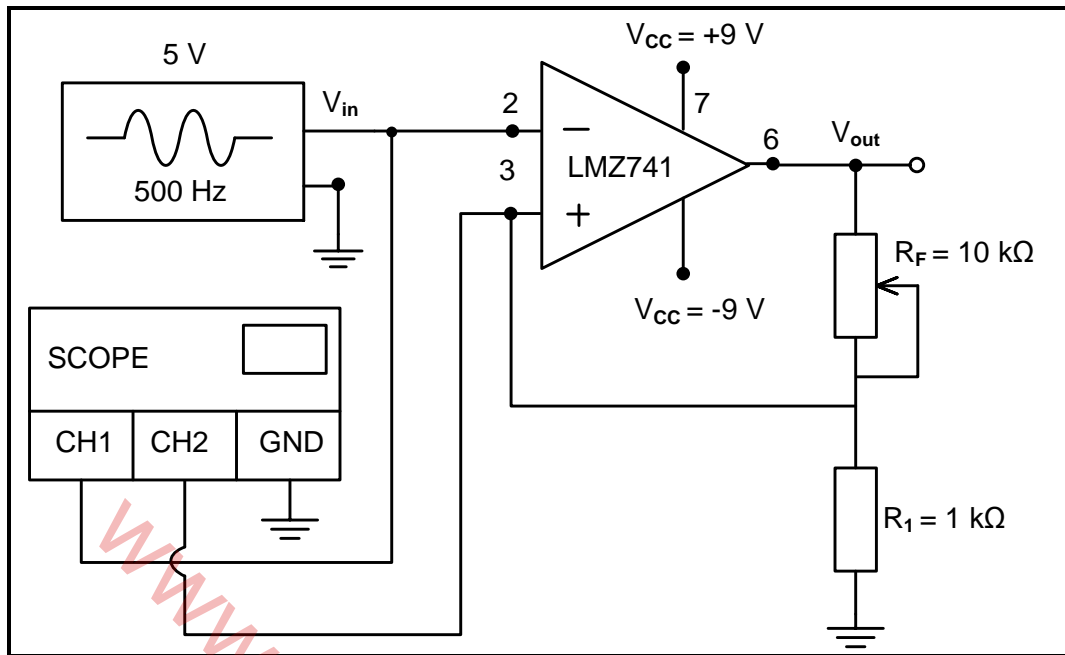 5 V
500 Hz
Vin
2
3
−
+
LMZ741
VCC = +9 V
7
6
Vout
VCC = -9 V
RF = 10 kΩ
R1 = 1 kΩ
SCOPE
CH1
CH2
GND
www